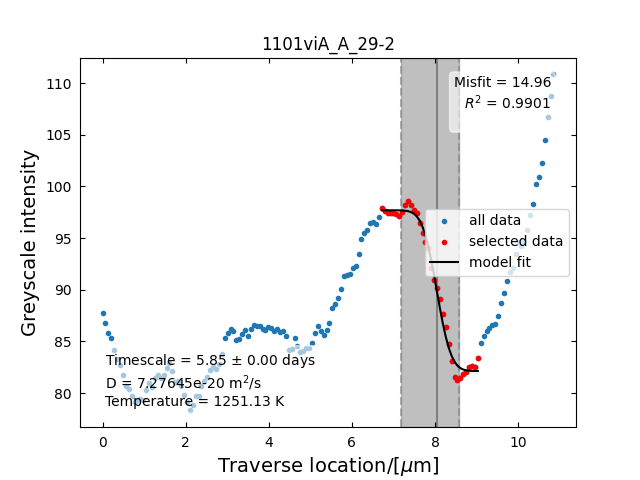 1101viA_A_29-2
Misfit = 14.96
R² = 0.9901
110
105
100
95
90
85
80
Greyscale intensity
all data
selected data
model fit
Timescale = 5.85 ± 0.00 days
D = 7.27645e-20 m²/s
Temperature = 1251.13 K
0 2 4 6 8 10
Traverse location/[μm]